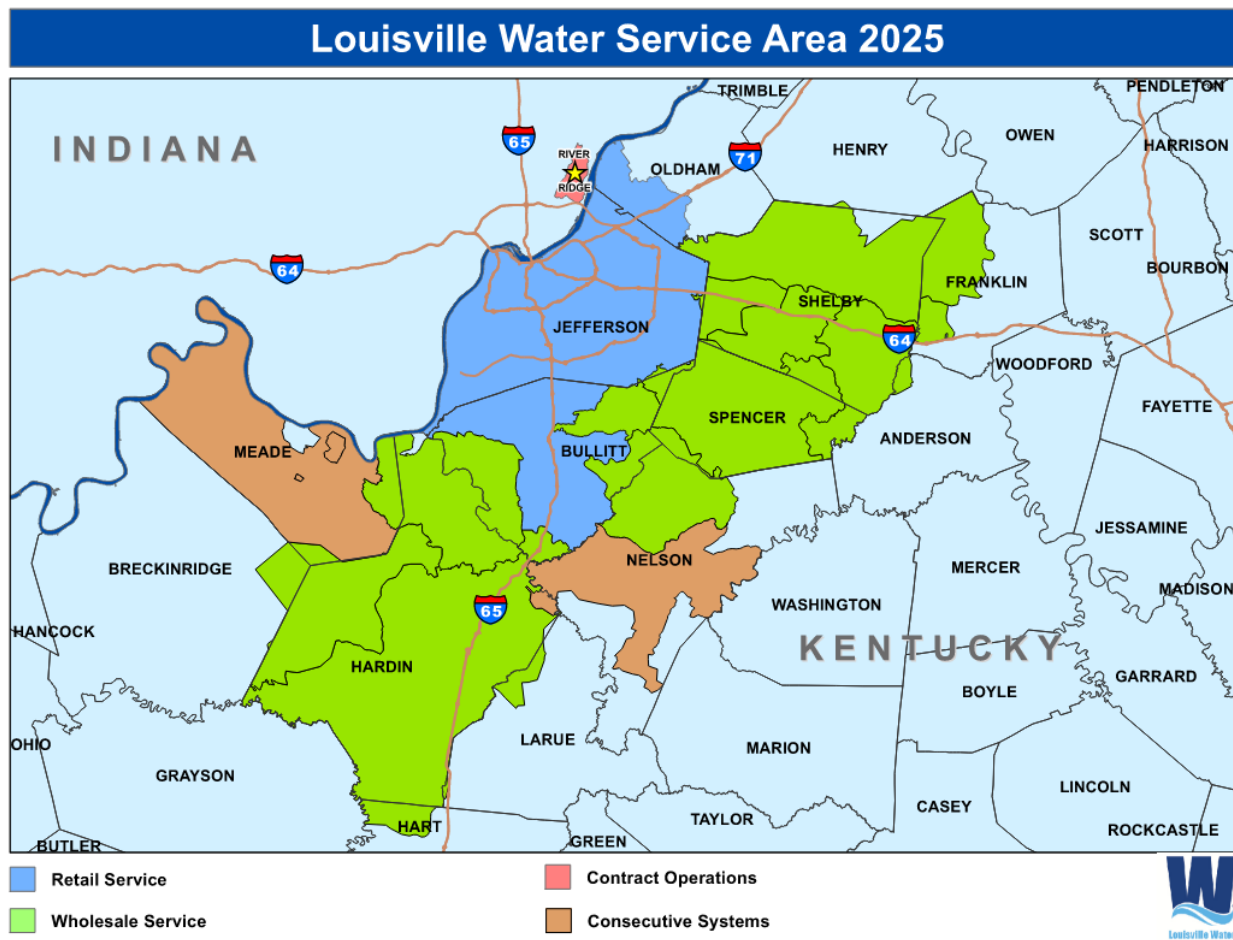 Louisville Water Service Area 2025
INDIANA
KENTUCKY
TRIMBLE
PENDLETON
OWEN
HARRISON
HENRY
OLDHAM
65
71
RIVER
RIDGE
SCOTT
BOURBON
64
FRANKLIN
SHELBY
JEFFERSON
64
WOODFORD
FAYETTE
SPENCER
ANDERSON
MEADE
BULLITT
JESSAMINE
NELSON
MERCER
BRECKINRIDGE
MADISON
WASHINGTON
65
HANCOCK
HARDIN
GARRARD
BOYLE
OHIO
LARUE
MARION
GRAYSON
LINCOLN
CASEY
TAYLOR
HART
ROCKCASTLE
GREEN
BUTLER
Retail Service
Contract Operations
Wholesale Service
Consecutive Systems
Louisville Water